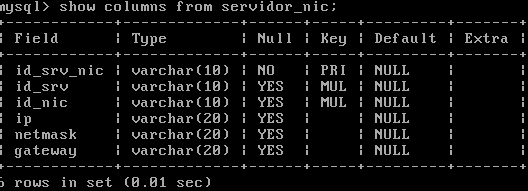 mysql> show columns from servidor_nic;
+------------+-------------+------+-----+---------+-------+
| Field      | Type        | Null | Key | Default | Extra |
+------------+-------------+------+-----+---------+-------+
| id_srv_nic | varchar(10) | NO   | PRI | NULL    |       |
| id_srv     | varchar(10) | YES  | MUL | NULL    |       |
| id_nic     | varchar(10) | YES  | MUL | NULL    |       |
| ip         | varchar(20) | YES  |     | NULL    |       |
| netmask    | varchar(20) | YES  |     | NULL    |       |
| gateway    | varchar(20) | YES  |     | NULL    |       |
+------------+-------------+------+-----+---------+-------+
6 rows in set (0.01 sec)